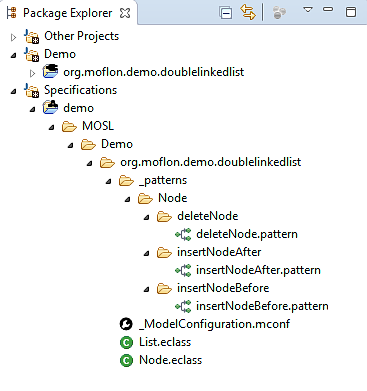 Package Explorer
Other Projects
Demo
org.moflon.demo.doublelinkedlist
Specifications
demo
MOSL
Demo
org.moflon.demo.doublelinkedlist
_patterns
Node
deleteNode
deleteNode.pattern
insertNodeAfter
insertNodeAfter.pattern
insertNodeBefore
insertNodeBefore.pattern
_ModelConfiguration.mconf
List.eclass
Node.eclass